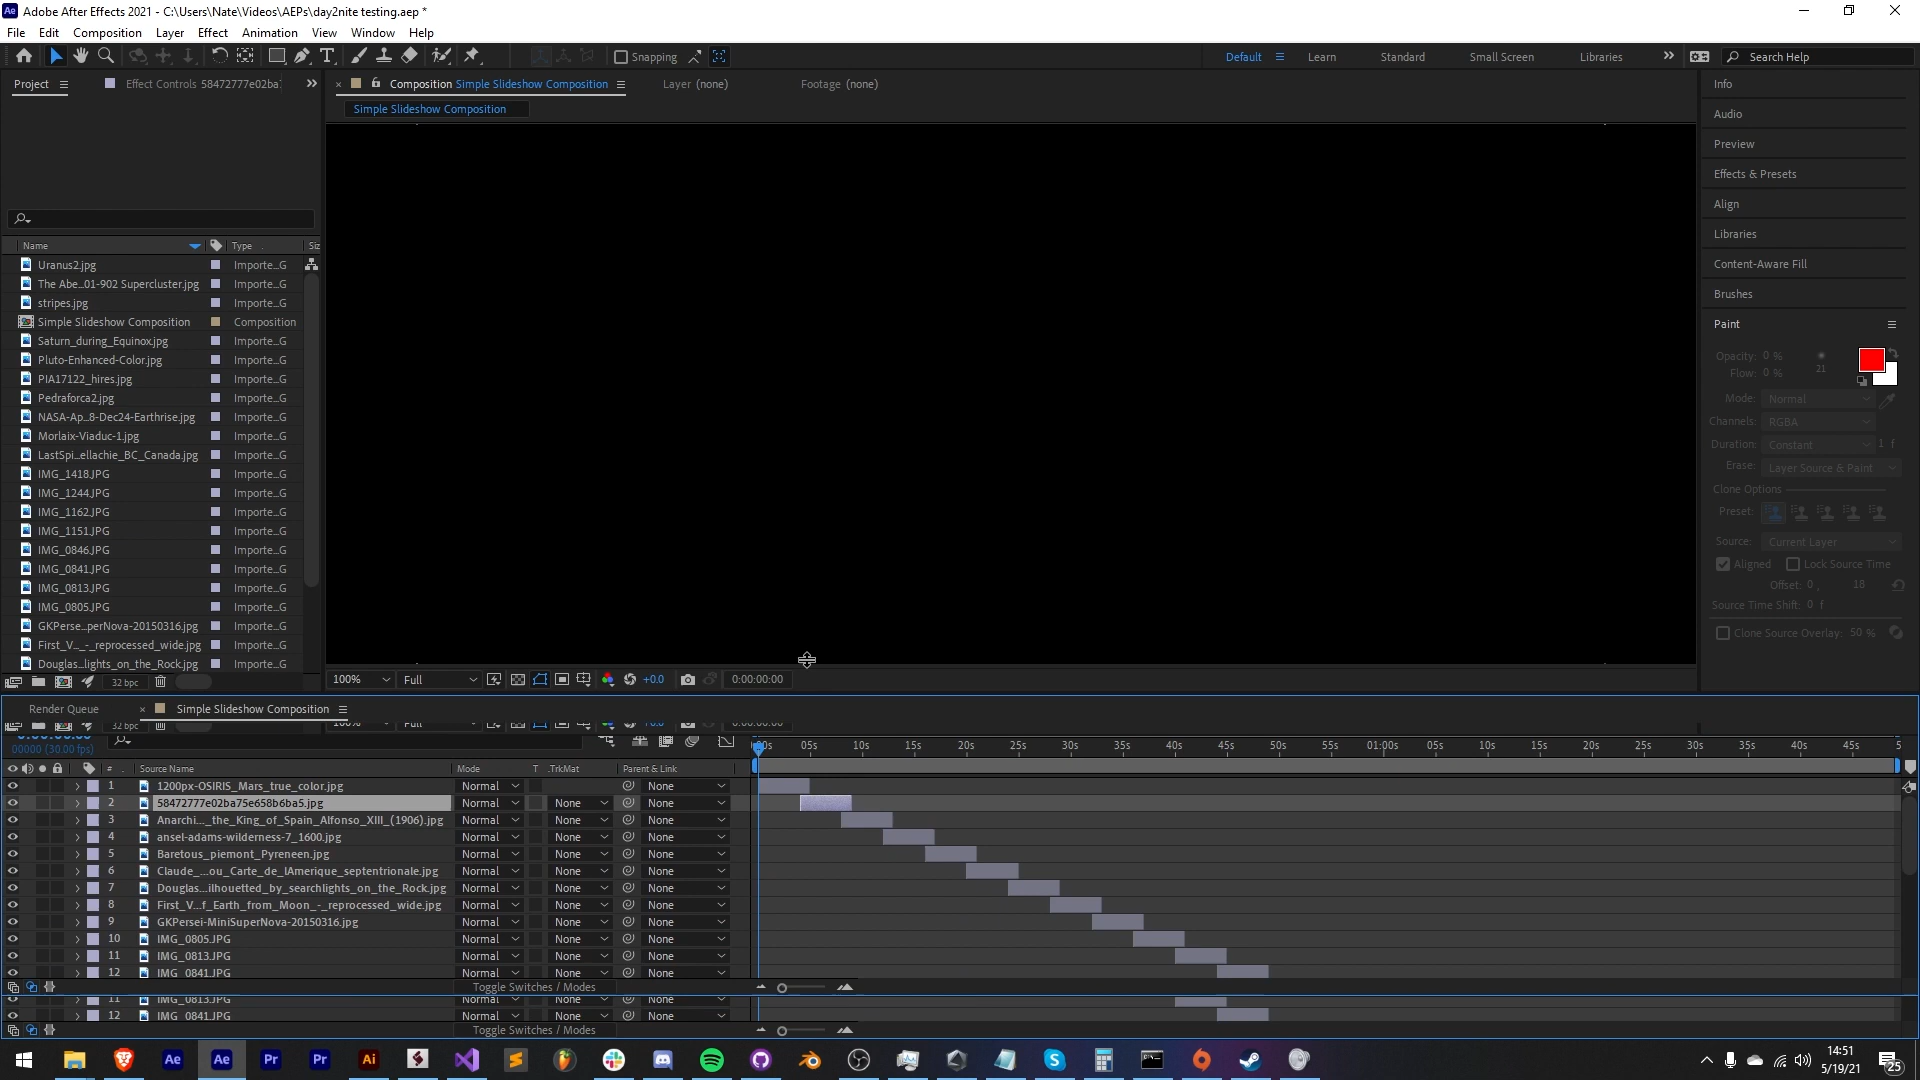 Adobe After Effects 2021 - C:\Users\Nate\Videos\AEPs\day2nite testing.aep *
File Edit Composition Layer Effect Animation View Window Help
Snapping Default Learn Standard Small Screen Libraries Search Help
Project Effect Controls 58472777e02ba
Composition Simple Slideshow Composition Layer (none) Footage (none)
Simple Slideshow Composition
Name Type Siz
Uranus2.jpg Importe...G
The Abe...01-902 Supercluster.jpg Importe...G
stripes.jpg Importe...G
Simple Slideshow Composition Composition
Saturn_during_Equinox.jpg Importe...G
Pluto-Enhanced-Color.jpg Importe...G
PIA17122_hires.jpg Importe...G
Pedraforca2.jpg Importe...G
NASA-Ap...8-Dec24-Earthrise.jpg Importe...G
Morlaix-Viaduc-1.jpg Importe...G
LastSpi...ellachie_BC_Canada.jpg Importe...G
IMG_1418.JPG Importe...G
IMG_1244.JPG Importe...G
IMG_1162.JPG Importe...G
IMG_1151.JPG Importe...G
IMG_0846.JPG Importe...G
IMG_0841.JPG Importe...G
IMG_0813.JPG Importe...G
IMG_0805.JPG Importe...G
GKPerse...perNova-20150316.jpg Importe...G
First_V..._-_reprocessed_wide.jpg Importe...G
Douglas...lights_on_the_Rock.jpg Importe...G
32 bpc
100% Full +0.0 0:00:00:00
Info
Audio
Preview
Effects & Presets
Align
Libraries
Content-Aware Fill
Brushes
Paint
Opacity: 0 %
Flow: 0 %
21
Mode: Normal
Channels: RGBA
Duration: Constant 1 f
Erase: Layer Source & Paint
Clone Options
Preset:
Source: Current Layer
Aligned Lock Source Time
Offset: 0 , 18
Source Time Shift: 0 f
Clone Source Overlay: 50 %
Render Queue Simple Slideshow Composition
00000 (30.00 fps)
05s 10s 15s 20s 25s 30s 35s 40s 45s 50s 55s 01:00s 05s 10s 15s 20s 25s 30s 35s 40s 45s 5
# Source Name Mode T .TrkMat Parent & Link
1 1200px-OSIRIS_Mars_true_color.jpg Normal None
2 58472777e02ba75e658b6ba5.jpg Normal None None
3 Anarchi..._the_King_of_Spain_Alfonso_XIII_(1906).jpg Normal None None
4 ansel-adams-wilderness-7_1600.jpg Normal None None
5 Baretous_piemont_Pyreneen.jpg Normal None None
6 Claude_...ou_Carte_de_lAmerique_septentrionale.jpg Normal None None
7 Douglas...ilhouetted_by_searchlights_on_the_Rock.jpg Normal None None
8 First_V...f_Earth_from_Moon_-_reprocessed_wide.jpg Normal None None
9 GKPersei-MiniSuperNova-20150316.jpg Normal None None
10 IMG_0805.JPG Normal None None
11 IMG_0813.JPG Normal None None
12 IMG_0841.JPG Normal None None
Toggle Switches / Modes
11 IMG_0813.JPG Normal None None
12 IMG_0841.JPG Normal None None
Toggle Switches / Modes
Ae Ae Pr Pr Ai
14:51
5/19/21
25